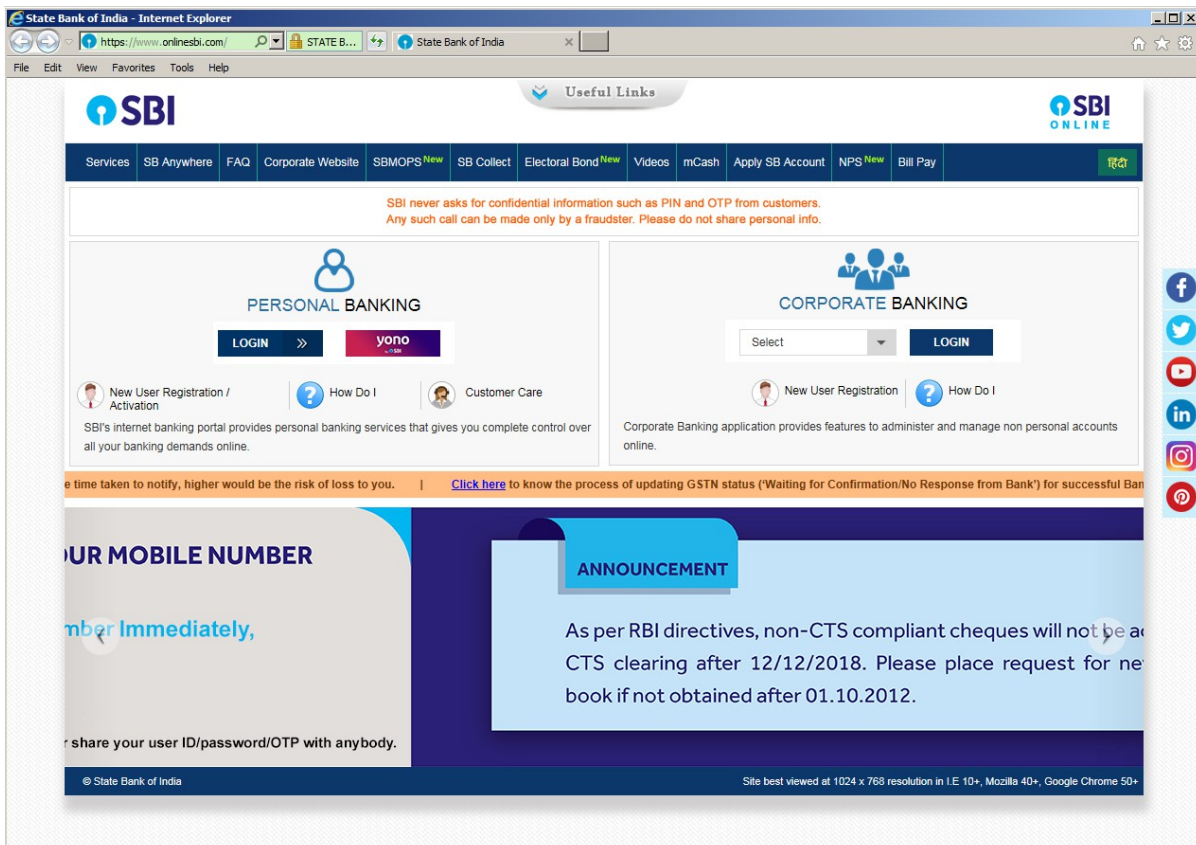 State Bank of India - Internet Explorer
https://www.onlinesbi.com/ STATE B... State Bank of India
File Edit View Favorites Tools Help
Useful Links
SBI
SBI
ONLINE
Services SB Anywhere FAQ Corporate Website SBMOPS New SB Collect Electoral Bond New Videos mCash Apply SB Account NPS New Bill Pay हिंदी
SBI never asks for confidential information such as PIN and OTP from customers.
Any such call can be made only by a fraudster. Please do not share personal info.
PERSONAL BANKING
LOGIN » yono
by SBI
New User Registration /
Activation
How Do I
Customer Care
SBI's internet banking portal provides personal banking services that gives you complete control over
all your banking demands online.
CORPORATE BANKING
Select LOGIN
New User Registration
How Do I
Corporate Banking application provides features to administer and manage non personal accounts
online.
e time taken to notify, higher would be the risk of loss to you. | Click here to know the process of updating GSTN status ('Waiting for Confirmation/No Response from Bank') for successful Ban
OUR MOBILE NUMBER
mber Immediately,
r share your user ID/password/OTP with anybody.
ANNOUNCEMENT
As per RBI directives, non-CTS compliant cheques will not be ac
CTS clearing after 12/12/2018. Please place request for ne
book if not obtained after 01.10.2012.
© State Bank of India
Site best viewed at 1024 x 768 resolution in I.E 10+, Mozilla 40+, Google Chrome 50+